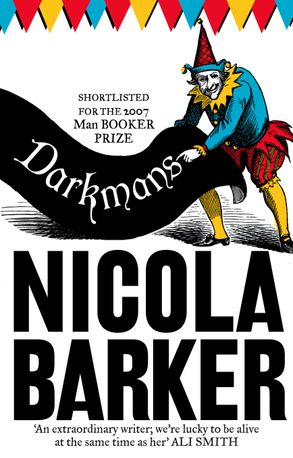 SHORTLISTED
FOR THE 2007
Man BOOKER
PRIZE
Darkmans
NICOLA
BARKER
'An extraordinary writer; we're lucky to be alive
at the same time as her' ALI SMITH